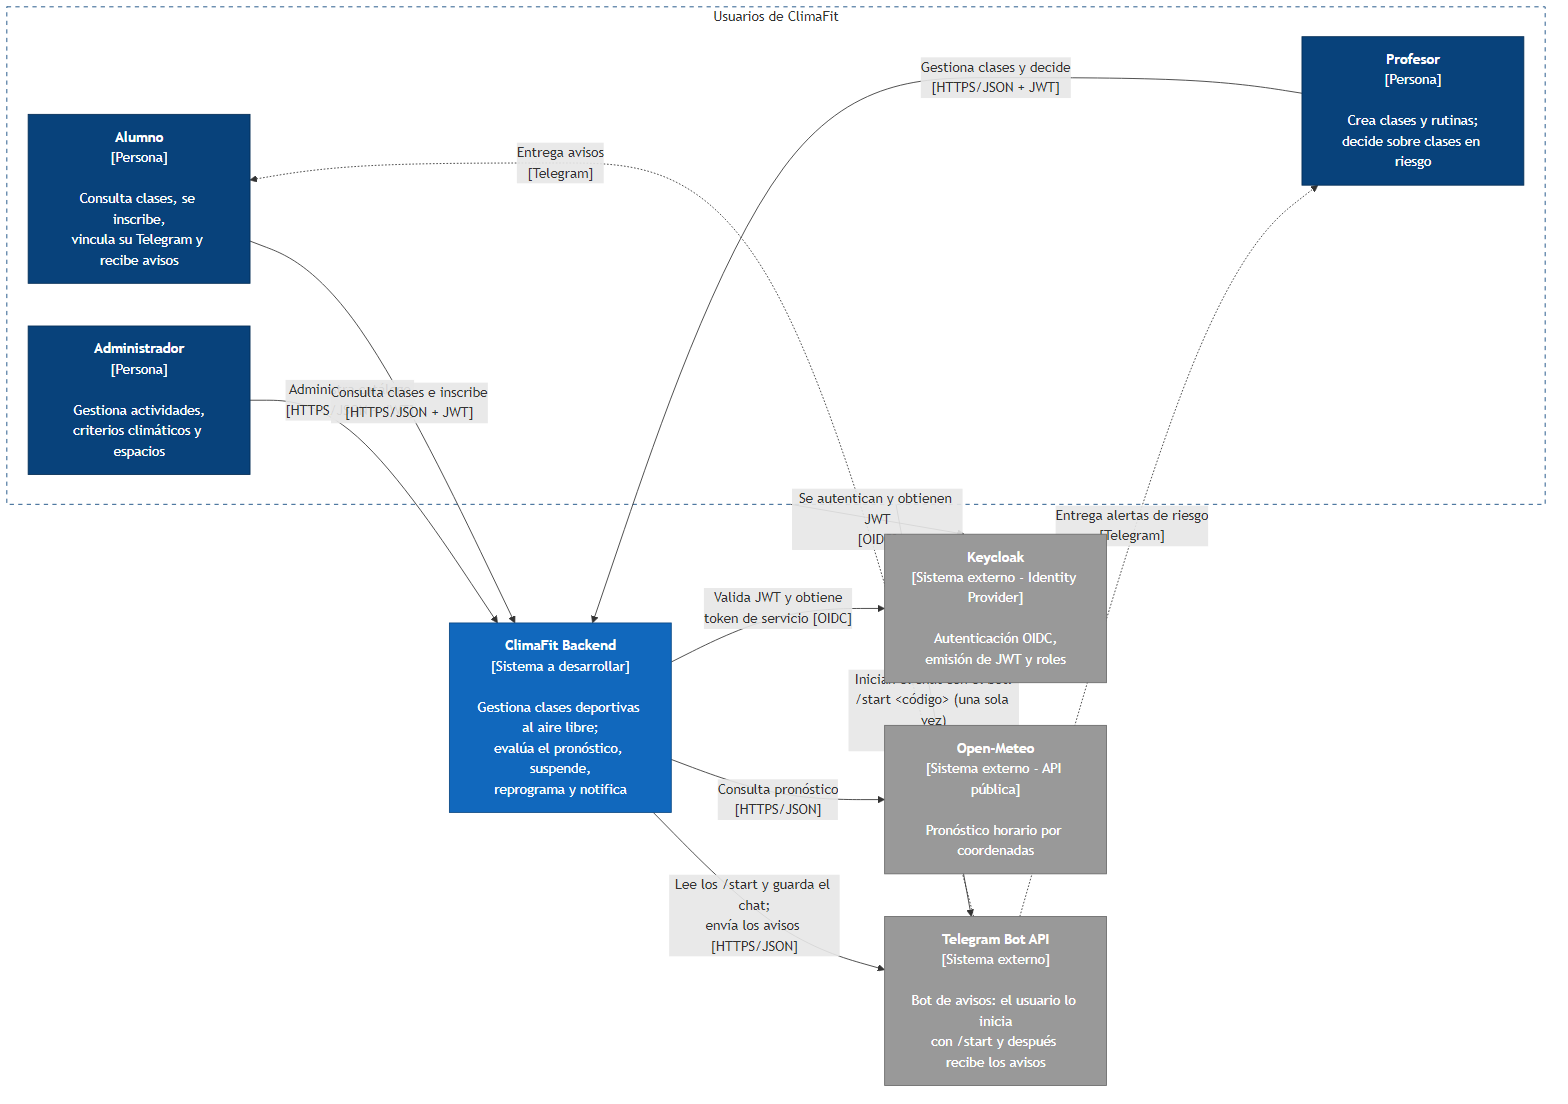 Usuarios de ClimaFit
Profesor
[Persona]
Crea clases y rutinas;
decide sobre clases en
riesgo
Gestiona clases y decide
[HTTPS/JSON + JWT]
Alumno
[Persona]
Consulta clases, se
inscribe,
vincula su Telegram y
recibe avisos
Entrega avisos
[Telegram]
Administrador
[Persona]
Gestiona actividades,
criterios climáticos y
espacios
[HTTPS/
Consulta clases e inscribe
[HTTPS/JSON + JWT]
Se autentican y obtienen
JWT
Entrega alertas de riesgo
[Telegram]
Keycloak
[Sistema externo - Identity
Provider]
Autenticación OIDC,
emisión de JWT y roles
Valida JWT y obtiene
token de servicio [OIDC]
ClimaFit Backend
[Sistema a desarrollar]
Gestiona clases deportivas
al aire libre;
evalúa el pronóstico,
suspende,
reprograma y notifica
/start <código> (una sola
vez)
Open-Meteo
[Sistema externo - API
pública]
Pronóstico horario por
coordenadas
Consulta pronóstico
[HTTPS/JSON]
Lee los /start y guarda el
chat;
envía los avisos
[HTTPS/JSON]
Telegram Bot API
[Sistema externo]
Bot de avisos: el usuario lo
inicia
con /start y después
recibe los avisos